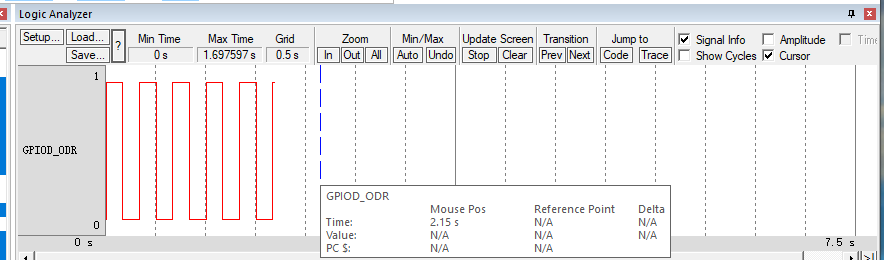 Logic Analyzer
Setup... Load... Save... ? Min Time Max Time Grid Zoom Min/Max Update Screen Transition Jump to Signal Info Amplitude
0 s 1.697597 s 0.5 s In Out All Auto Undo Stop Clear Prev Next Code Trace Show Cycles Cursor
1
GPIOD_ODR
0
GPIOD_ODR
Mouse Pos Reference Point Delta
Time: 2.15 s N/A N/A
Value: N/A N/A N/A
PC $: N/A N/A
0 s 7.5 s